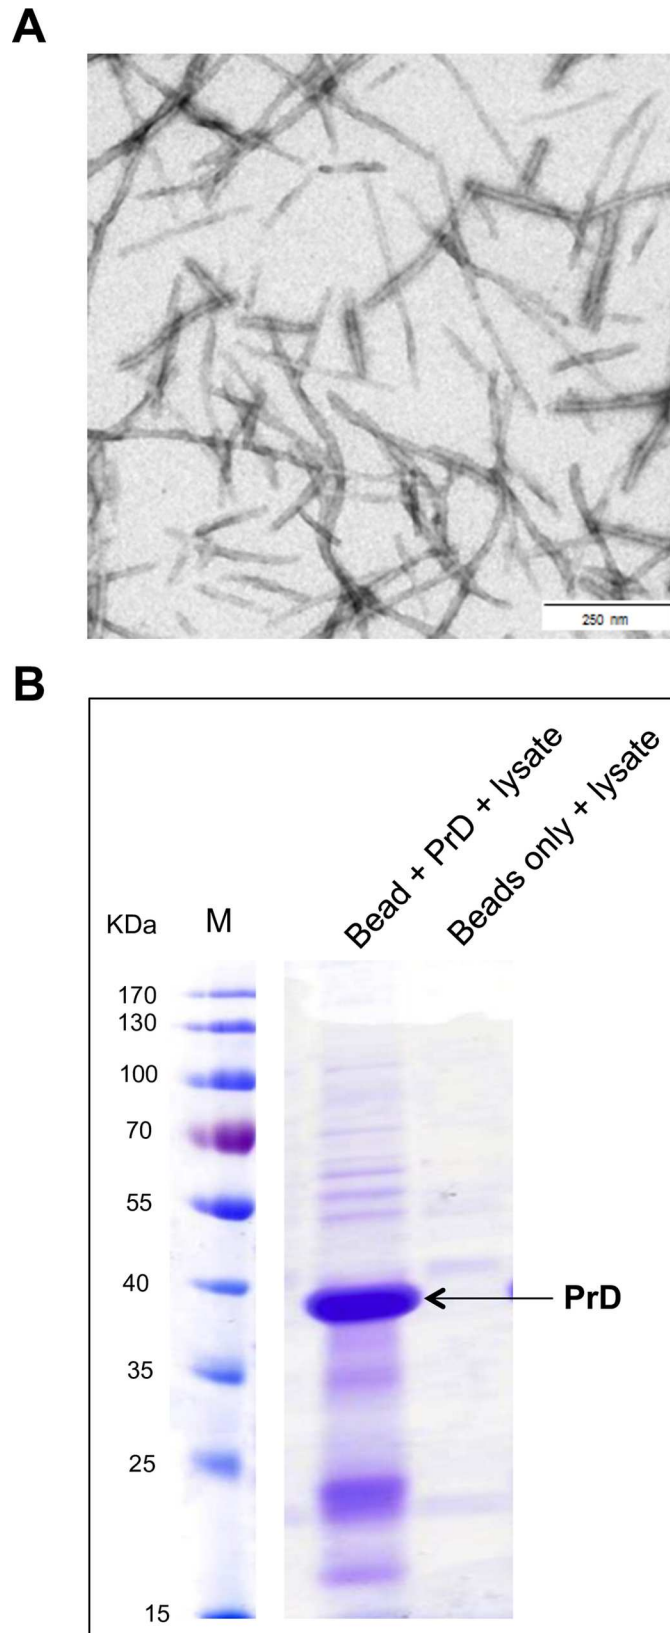 A
250 nm
B
Bead + PrD + lysate
Beads only + lysate
KDa
M
170
130
100
70
55
40
PrD
35
25
15